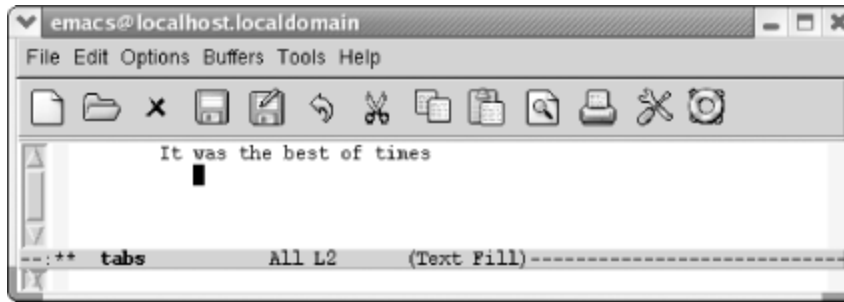 emacs@localhost.localdomain
File Edit Options Buffers Tools Help
It was the best of times
--:** tabs All L2 (Text Fill)----------------------------